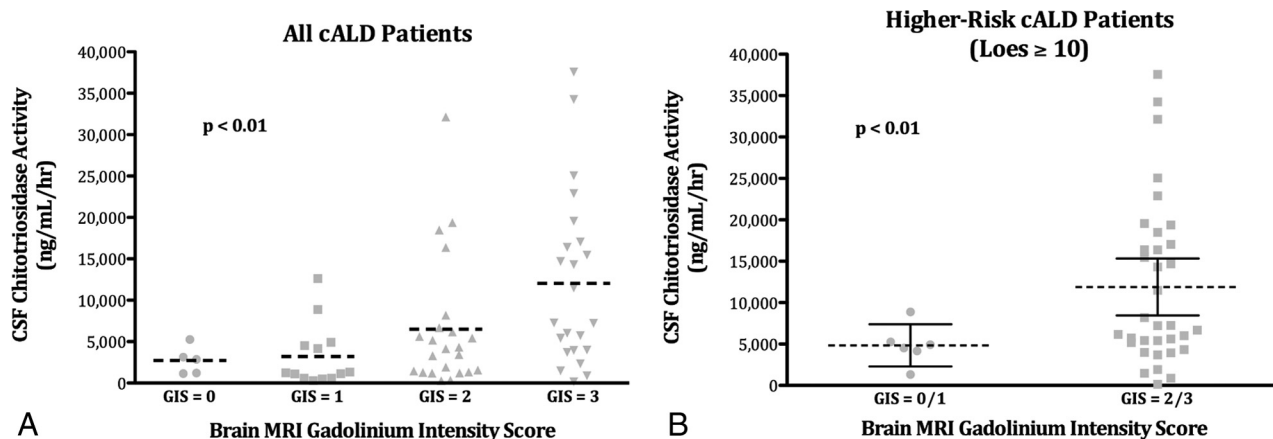 All cALD Patients
CSF Chitotriosidase Activity
(ng/mL/hr)
40,000
35,000
30,000
25,000
20,000
15,000
10,000
5,000
0
p < 0.01
GIS = 0
GIS = 1
GIS = 2
GIS = 3
Brain MRI Gadolinium Intensity Score
A
Higher-Risk cALD Patients
(Loes ≥ 10)
CSF Chitotriosidase Activity
(ng/mL/hr)
40,000
35,000
30,000
25,000
20,000
15,000
10,000
5,000
0
p < 0.01
GIS = 0/1
GIS = 2/3
Brain MRI Gadolinium Intensity Score
B